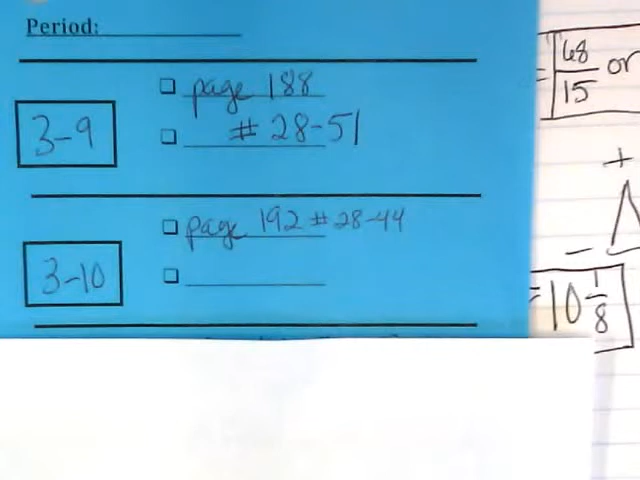 Period:
page 188
3-9
# 28-51
page 192 # 28-44
3-10
= 68/15 or
+
-
= 10 1/8